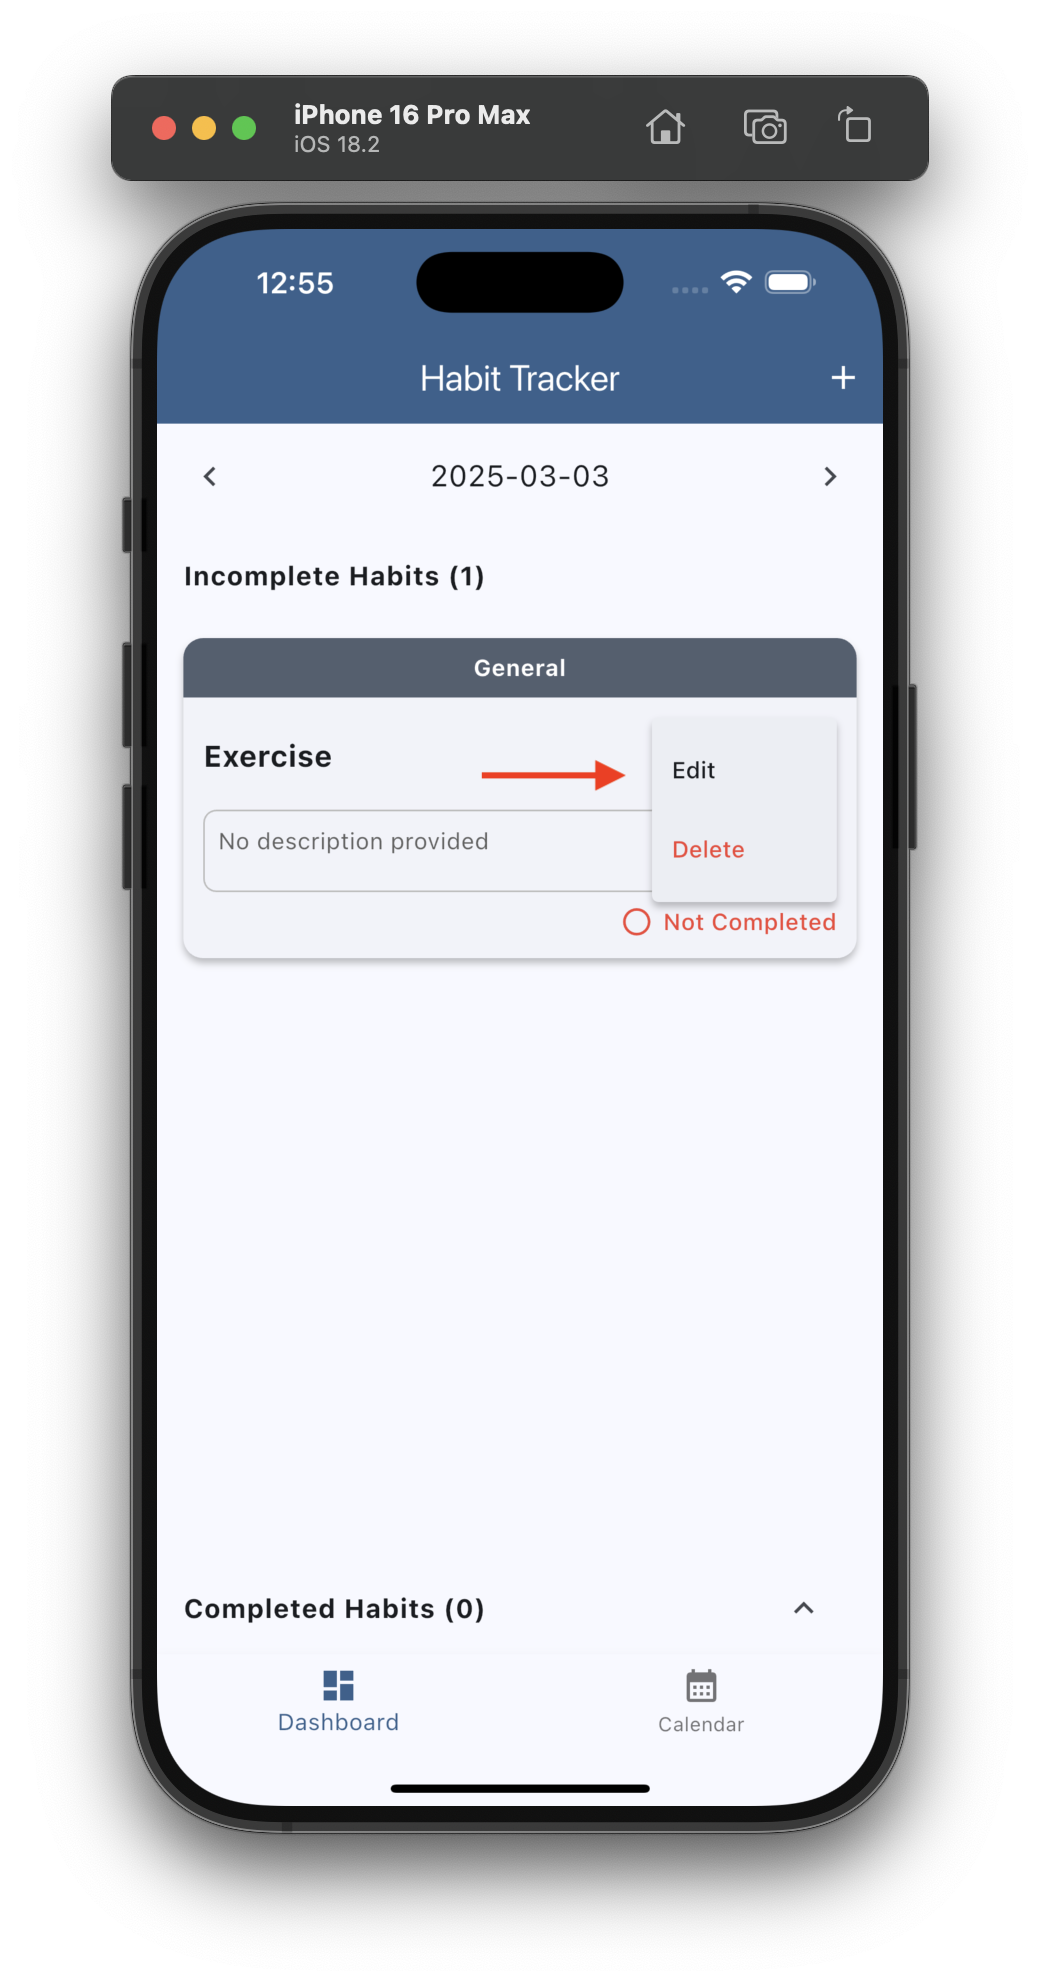 iPhone 16 Pro Max
iOS 18.2
12:55
Habit Tracker
2025-03-03
Incomplete Habits (1)
General
Exercise
Edit
No description provided
Delete
Not Completed
Completed Habits (0)
Dashboard
Calendar